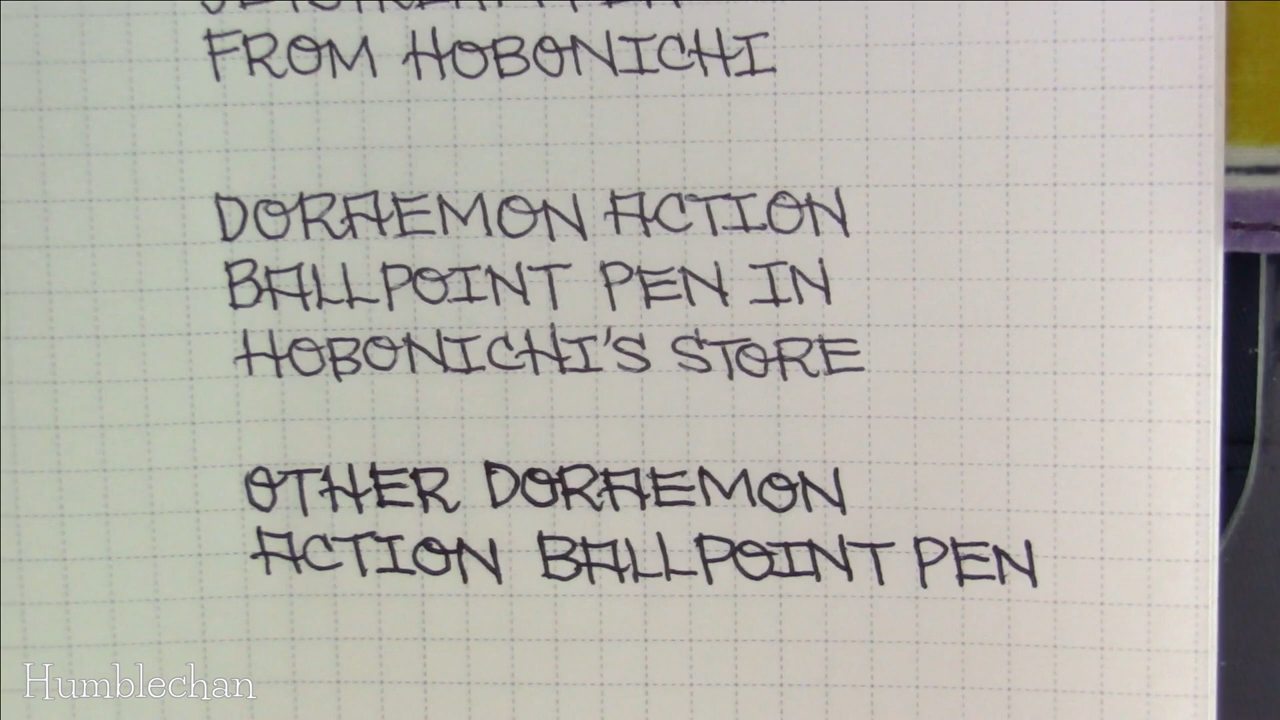 FROM HOBONICHI
DORAEMON ACTION
BALLPOINT PEN IN
HOBONICHI'S STORE
OTHER DORAEMON
ACTION BALLPOINT PEN
Humblechan